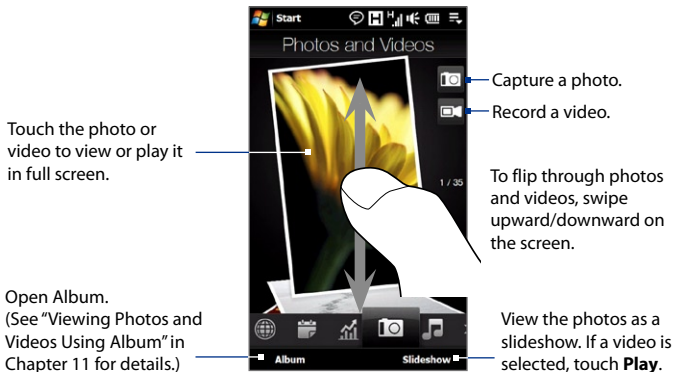 Start
Photos and Videos
Capture a photo.
Record a video.
Touch the photo or
video to view or play it
in full screen.
1 / 35
To flip through photos
and videos, swipe
upward/downward on
the screen.
Open Album.
(See “Viewing Photos and
Videos Using Album” in
Chapter 11 for details.)
View the photos as a
slideshow. If a video is
selected, touch Play.
Album
Slideshow